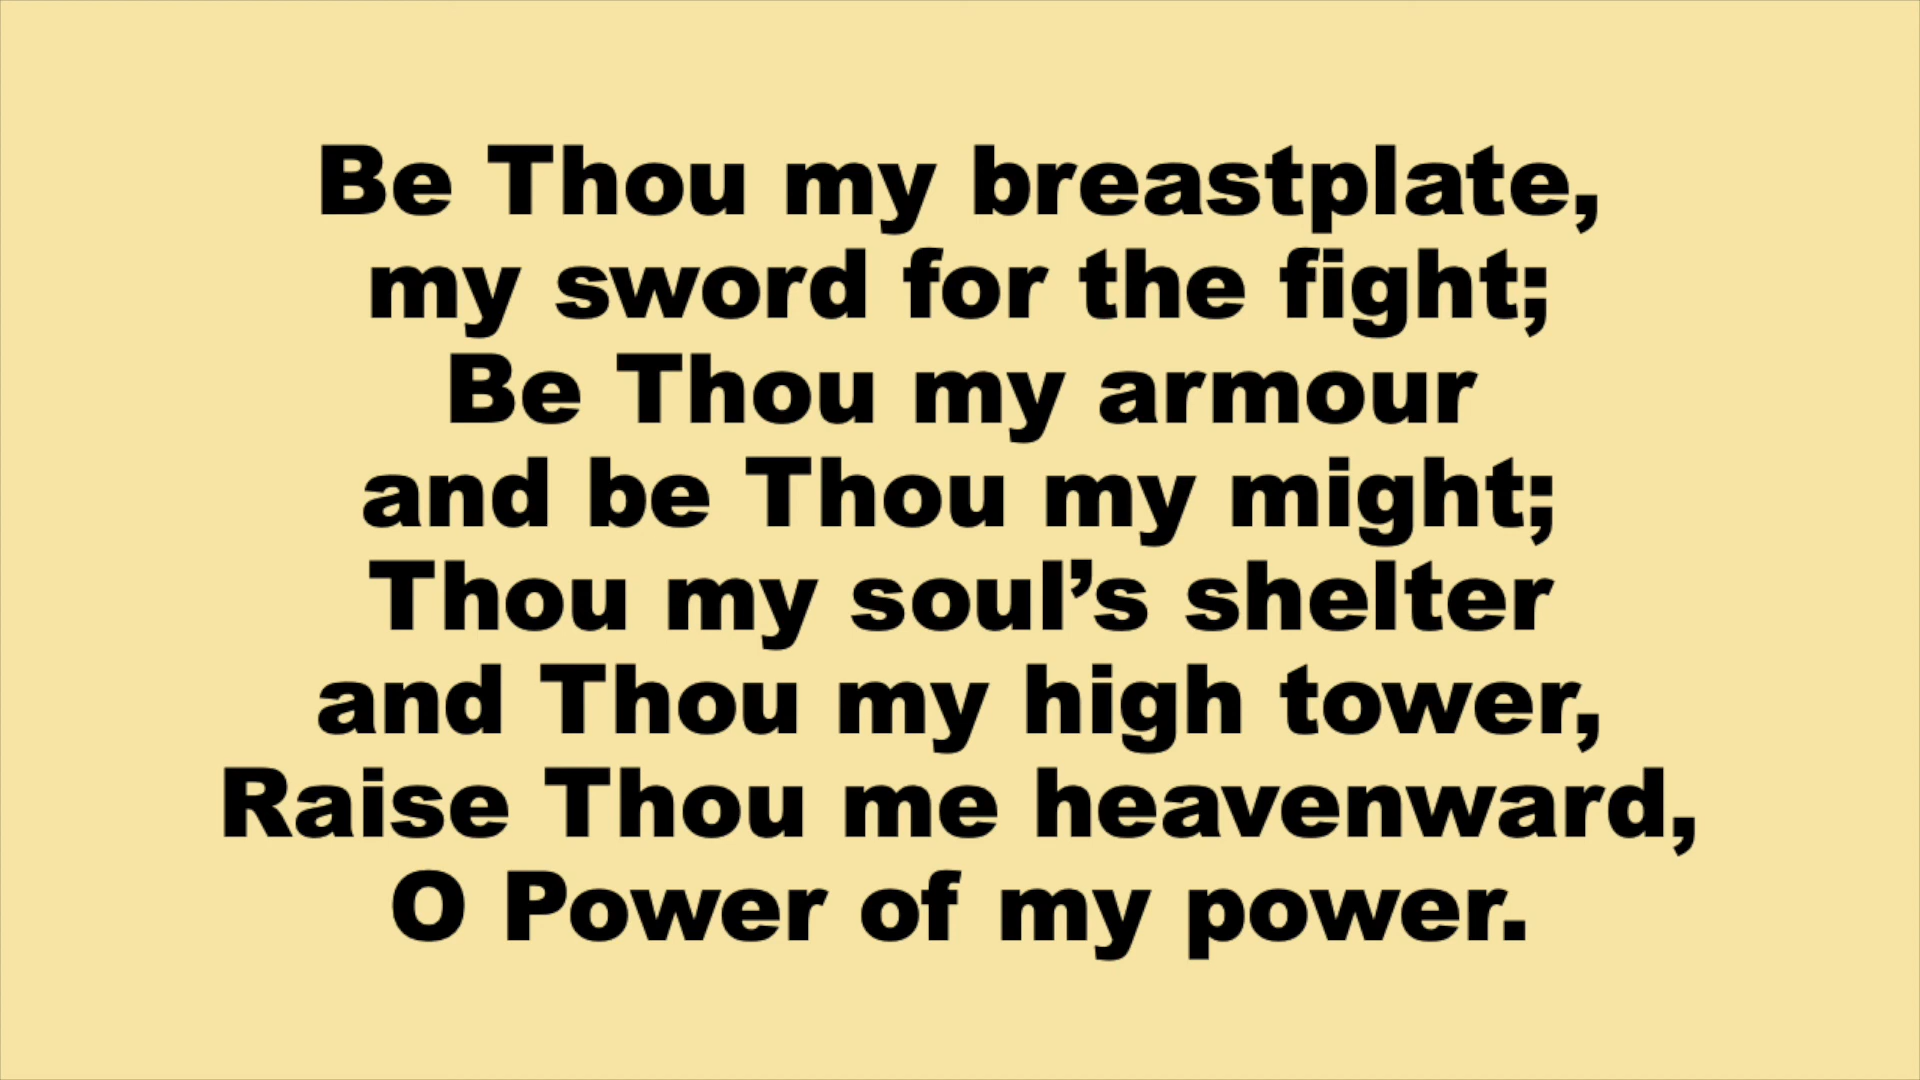 Be Thou my breastplate,
my sword for the fight;
Be Thou my armour
and be Thou my might;
Thou my soul’s shelter
and Thou my high tower,
Raise Thou me heavenward,
O Power of my power.